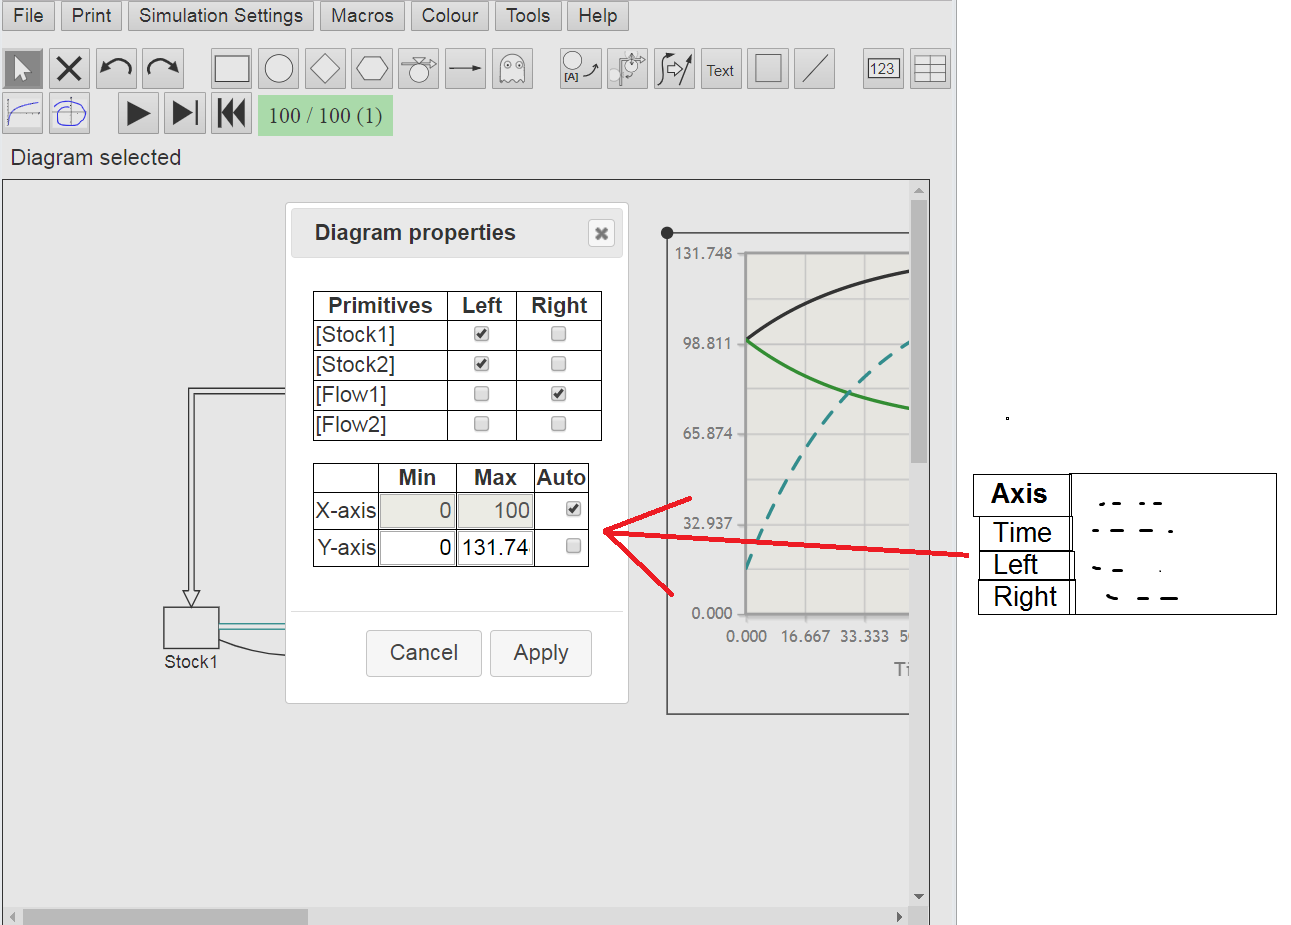 File Print Simulation Settings Macros Colour Tools Help
[A] Text 123
100 / 100 (1)
Diagram selected
Diagram properties
Primitives Left Right
[Stock1]
[Stock2]
[Flow1]
[Flow2]
Min Max Auto
X-axis 0 100
Y-axis 0 131.74
Cancel Apply
Stock1
131.748
98.811
65.874
32.937
0.000
0.000 16.667 33.333 50
Ti
Axis
Time
Left
Right